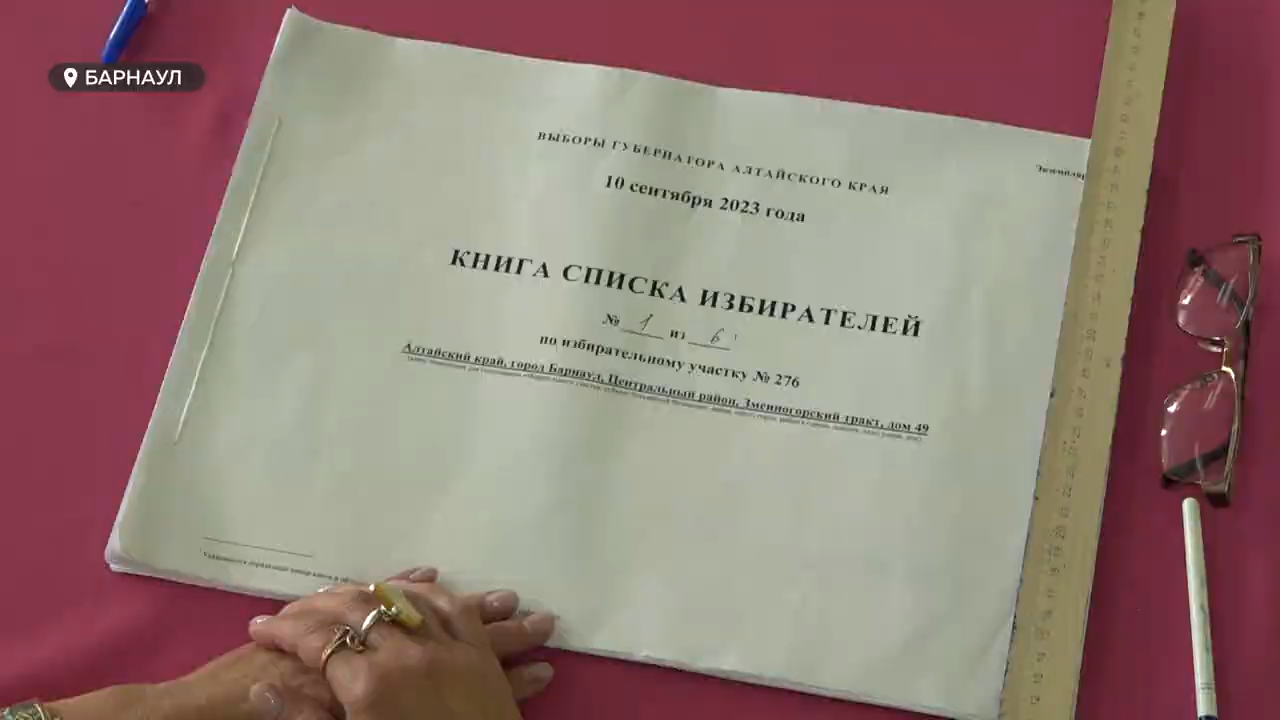 БАРНАУЛ
ВЫБОРЫ ГУБЕРНАТОРА АЛТАЙСКОГО КРАЯ
10 сентября 2023 года
КНИГА СПИСКА ИЗБИРАТЕЛЕЙ
№ 1 из 6
по избирательному участку № 276
Алтайский край, город Барнаул, Центральный район, Змеиногорский тракт, дом 49